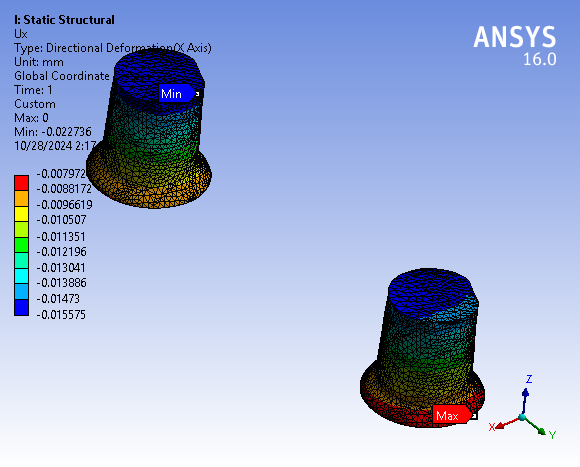 I: Static Structural
Ux
Type: Directional Deformation(X Axis)
Unit: mm
Global Coordinate
Time: 1
Custom
Max: 0
Min: -0.022736
10/28/2024 2:17
ANSYS
16.0
Min
-0.007972
-0.0088172
-0.0096619
-0.010507
-0.011351
-0.012196
-0.013041
-0.013886
-0.01473
-0.015575
Max
Z
X
Y